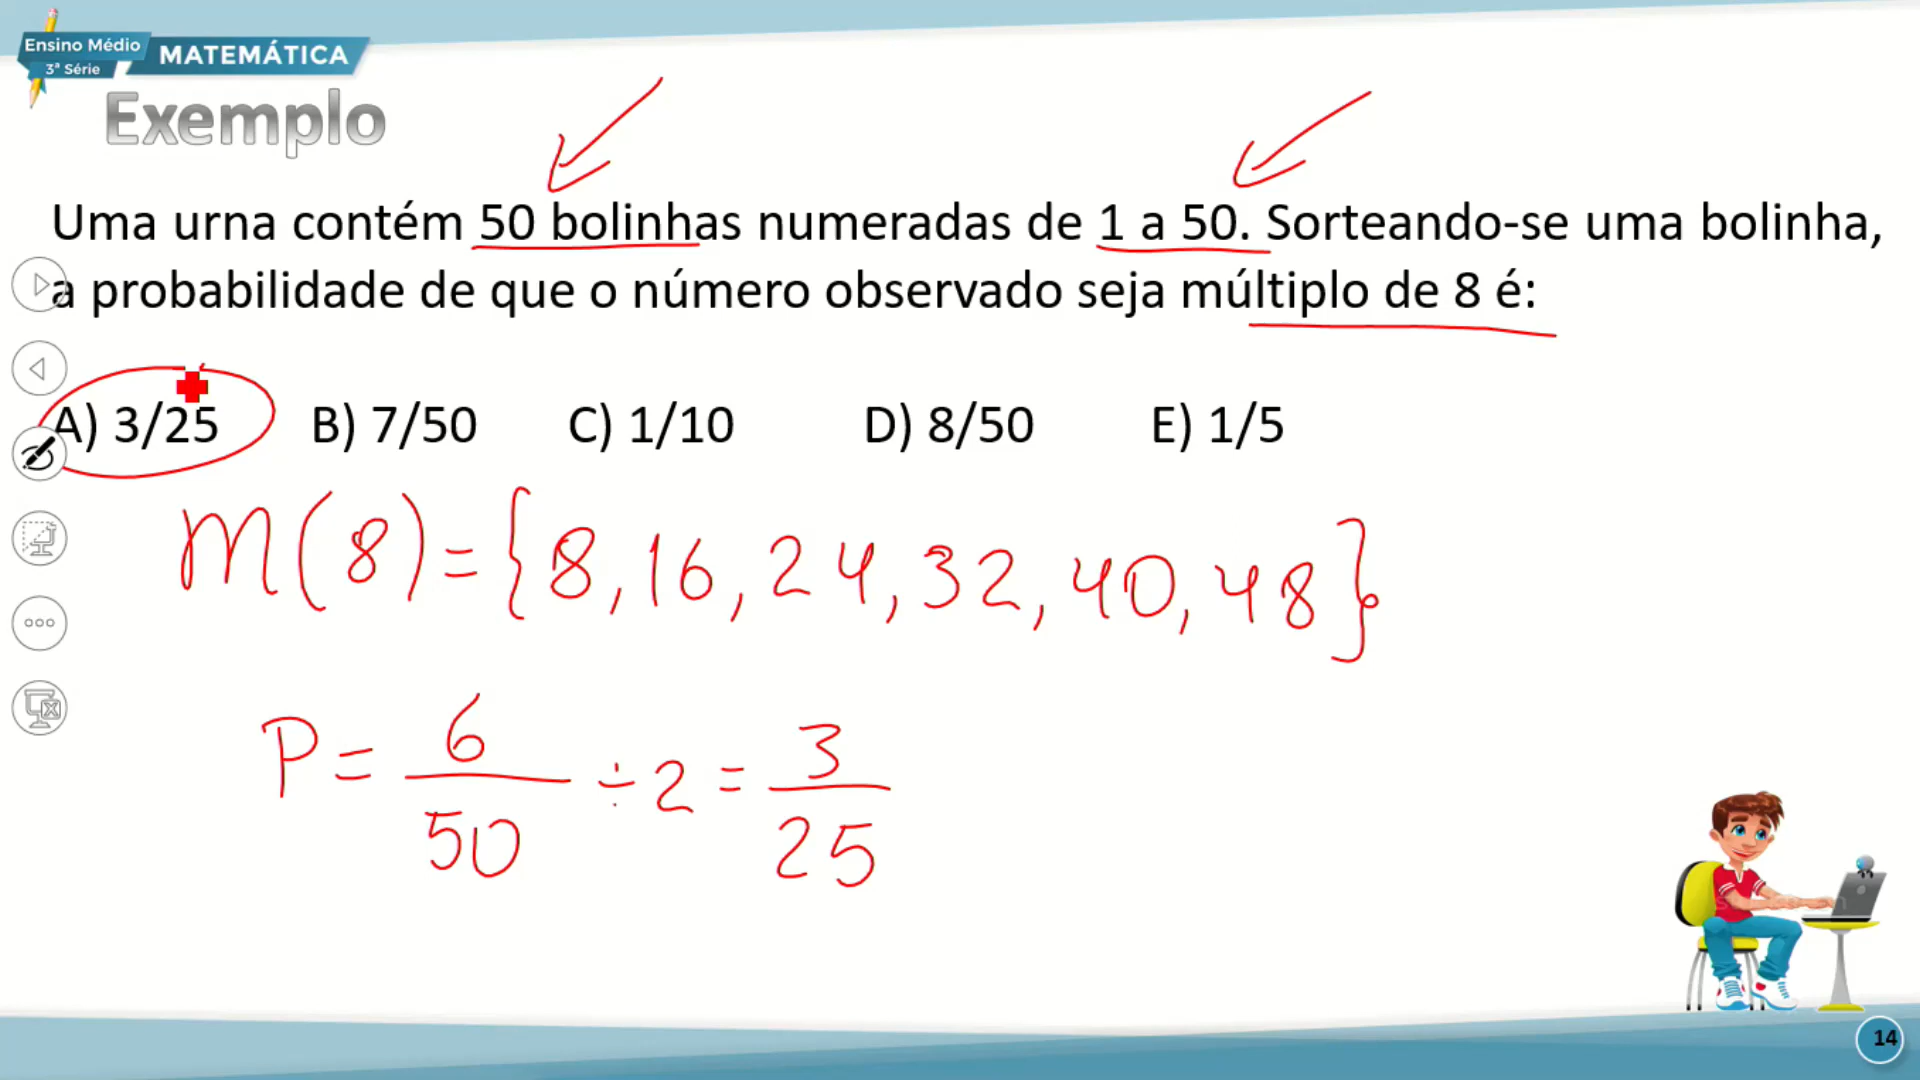 Ensino Médio
3ª Série
MATEMÁTICA
Exemplo
Uma urna contém 50 bolinhas numeradas de 1 a 50. Sorteando-se uma bolinha,
a probabilidade de que o número observado seja múltiplo de 8 é:
A) 3/25 B) 7/50 C) 1/10 D) 8/50 E) 1/5
M(8)={8,16,24,32,40,48}
P= 6/50 ÷2 = 3/25
14